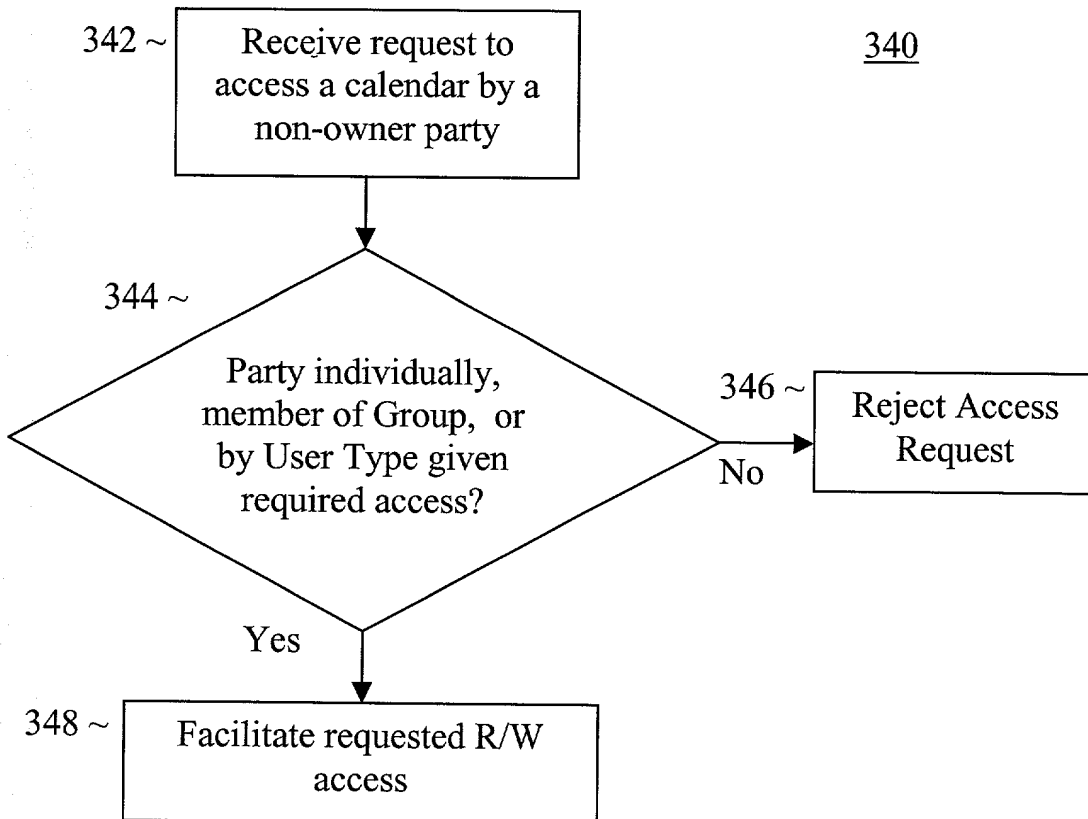 342 ~
Receive request to
access a calendar by a
non-owner party
340
344 ~
Party individually,
member of Group, or
by User Type given
required access?
346 ~
Reject Access
Request
No
Yes
348 ~
Facilitate requested R/W
access